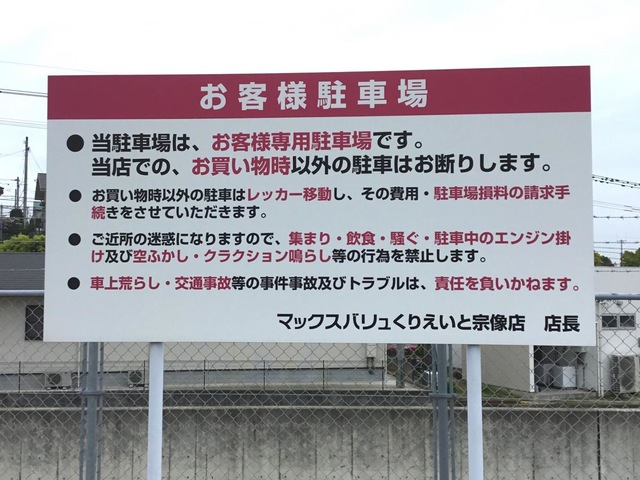 お客様駐車場
● 当駐車場は、お客様専用駐車場です。
当店での、お買い物時以外の駐車はお断りします。
● お買い物時以外の駐車はレッカー移動し、その費用・駐車場損料の請求手
続きをさせていただきます。
● ご近所の迷惑になりますので、集まり・飲食・騒ぐ・駐車中のエンジン掛
け及び空ふかし・クラクション鳴らし等の行為を禁止します。
● 車上荒らし・交通事故等の事件事故及びトラブルは、責任を負いかねます。
マックスバリュくりえいと宗像店 店長